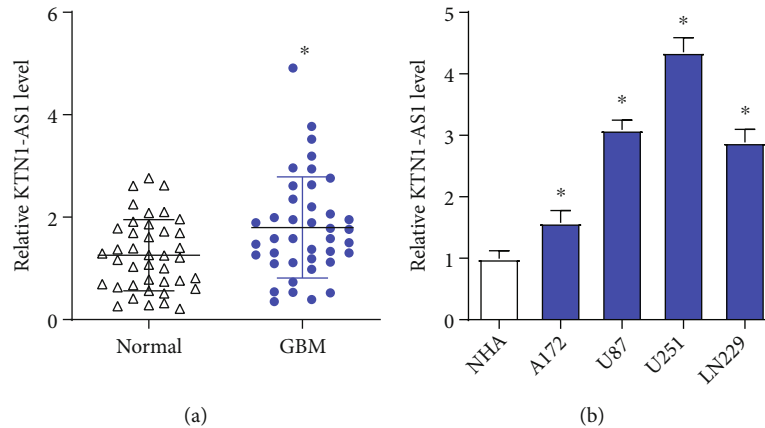 Relative KTN1-AS1 level
6
4
2
0
*
Normal
GBM
(a)
Relative KTN1-AS1 level
5
4
3
2
1
0
*
*
*
*
NHA
A172
U87
U251
LN229
(b)